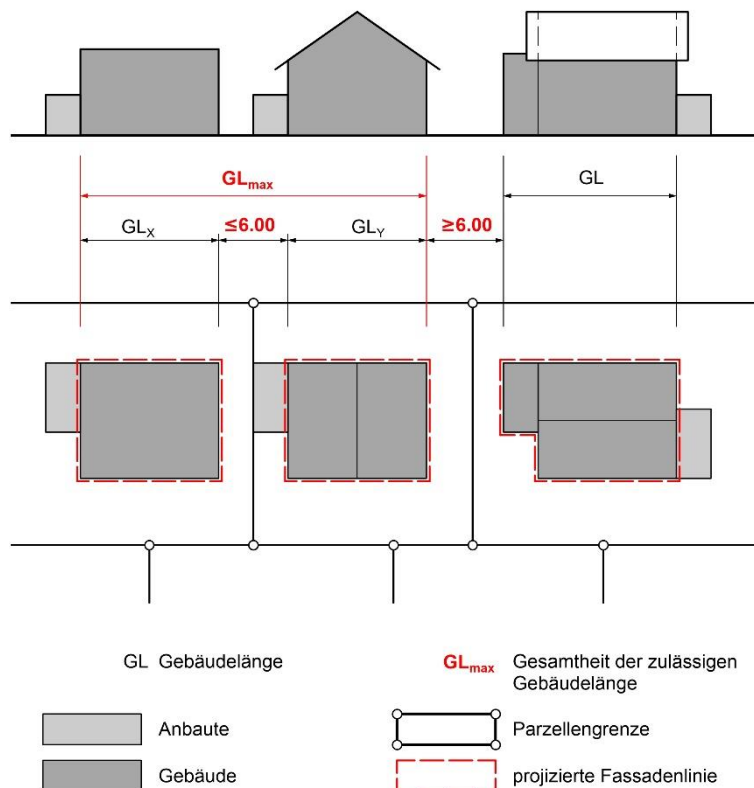 GLmax
GL
GLX
≤6.00
GLY
≥6.00
GL Gebäudelänge
GLmax Gesamtheit der zulässigen
Gebäudelänge
Anbaute
Parzellengrenze
Gebäude
projizierte Fassadenlinie